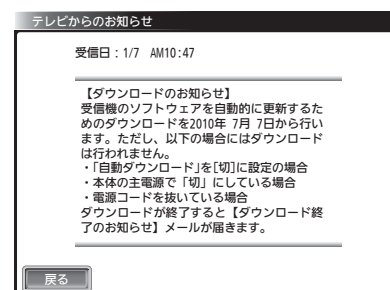 テレビからのお知らせ
受信日:1/7 AM10:47
【ダウンロードのお知らせ】
受信機のソフトウェアを自動的に更新するた
めのダウンロードを2010年 7月 7日から行い
ます。ただし、以下の場合にはダウンロード
は行われません。
・「自動ダウンロード」を[切]に設定の場合
・本体の主電源で「切」にしている場合
・電源コードを抜いている場合
ダウンロードが終了すると【ダウンロード終
了のお知らせ】メールが届きます。
戻る